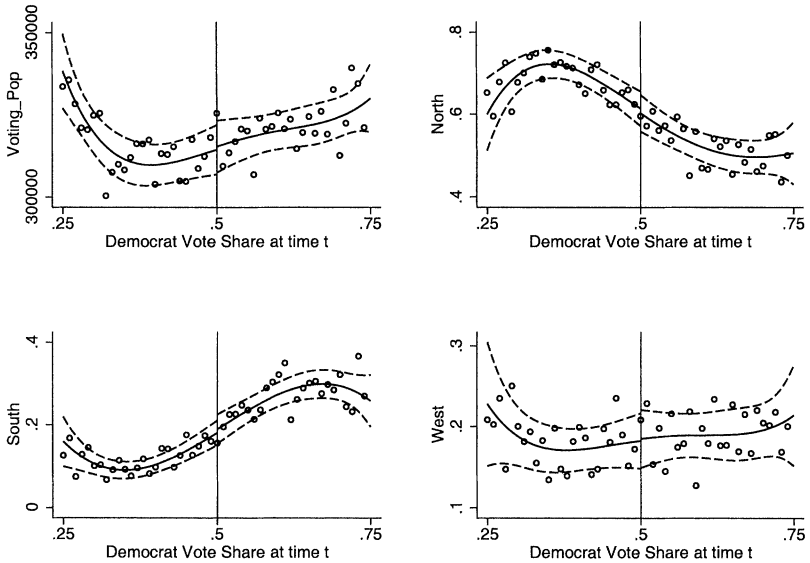 Voting_Pop
350000
300000
.25
.5
.75
Democrat Vote Share at time t
North
.8
.6
.4
.25
.5
.75
Democrat Vote Share at time t
South
.4
.2
0
.25
.5
.75
Democrat Vote Share at time t
West
.3
.2
.1
.25
.5
.75
Democrat Vote Share at time t